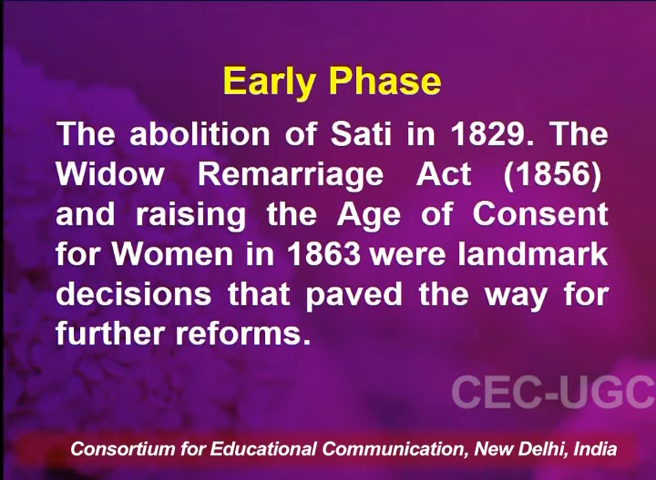 Early Phase
The abolition of Sati in 1829. The
Widow Remarriage Act (1856)
and raising the Age of Consent
for Women in 1863 were landmark
decisions that paved the way for
further reforms.
CEC-UGC
Consortium for Educational Communication, New Delhi, India